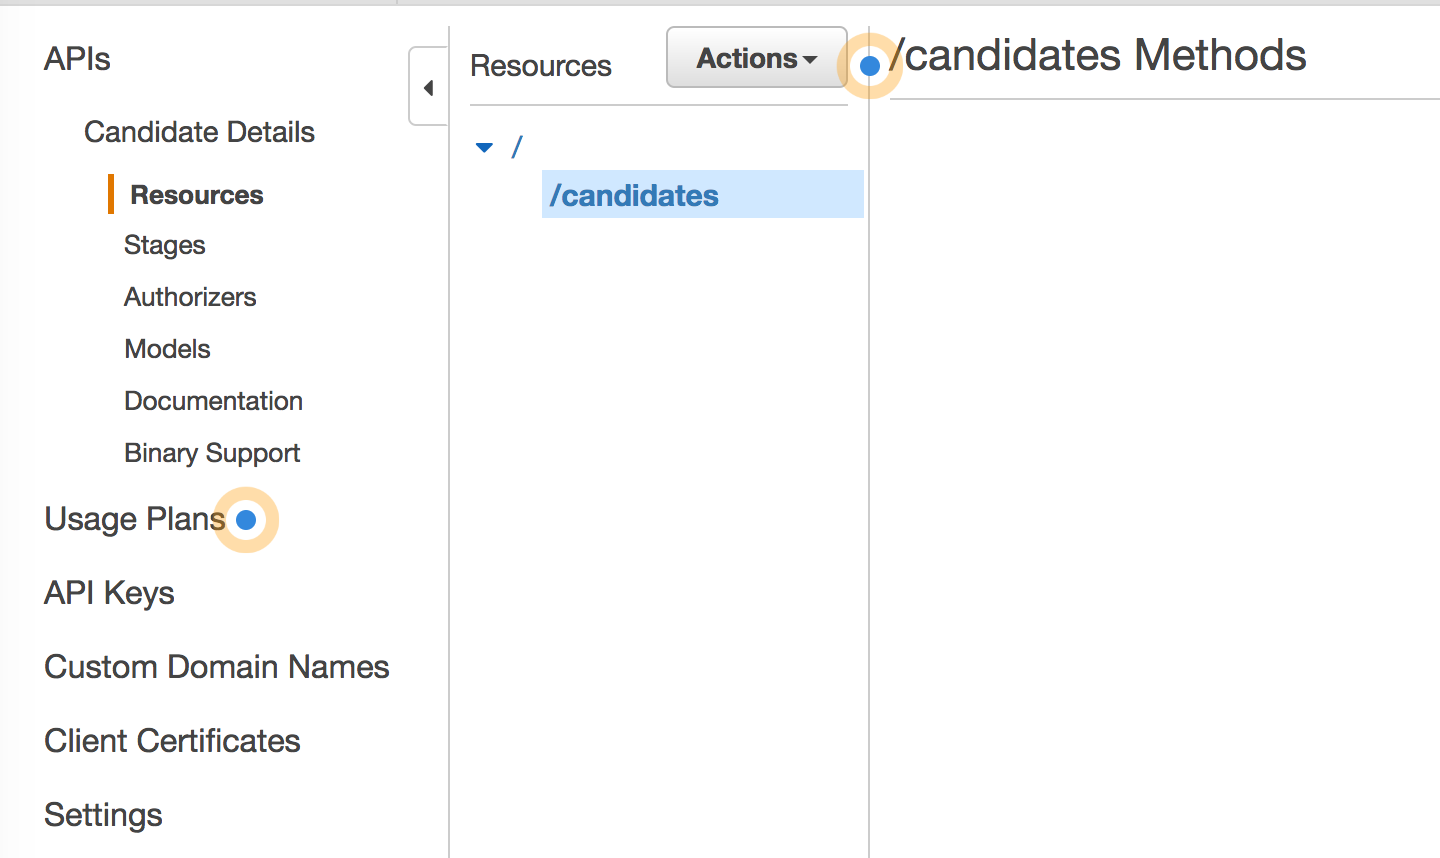 APIs
Candidate Details
Resources
Stages
Authorizers
Models
Documentation
Binary Support
Usage Plans
API Keys
Custom Domain Names
Client Certificates
Settings
Resources
Actions
/
/candidates
/candidates Methods